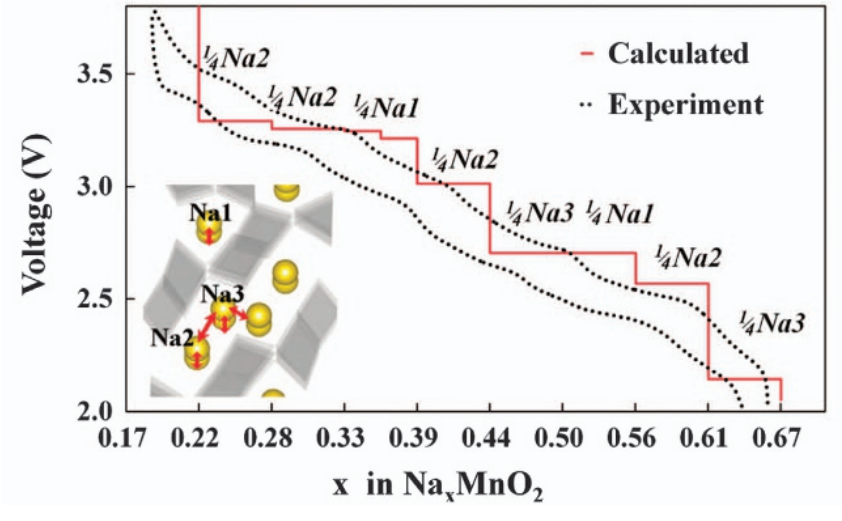 3.5
3.0
2.5
2.0
Voltage (V)
Calculated
Experiment
¼Na2
¼Na2
¼Na1
¼Na2
¼Na3 ¼Na1
¼Na2
¼Na3
Na1
Na3
Na2
0.17 0.22 0.28 0.33 0.39 0.44 0.50 0.56 0.61 0.67
x in NaₓMnO₂